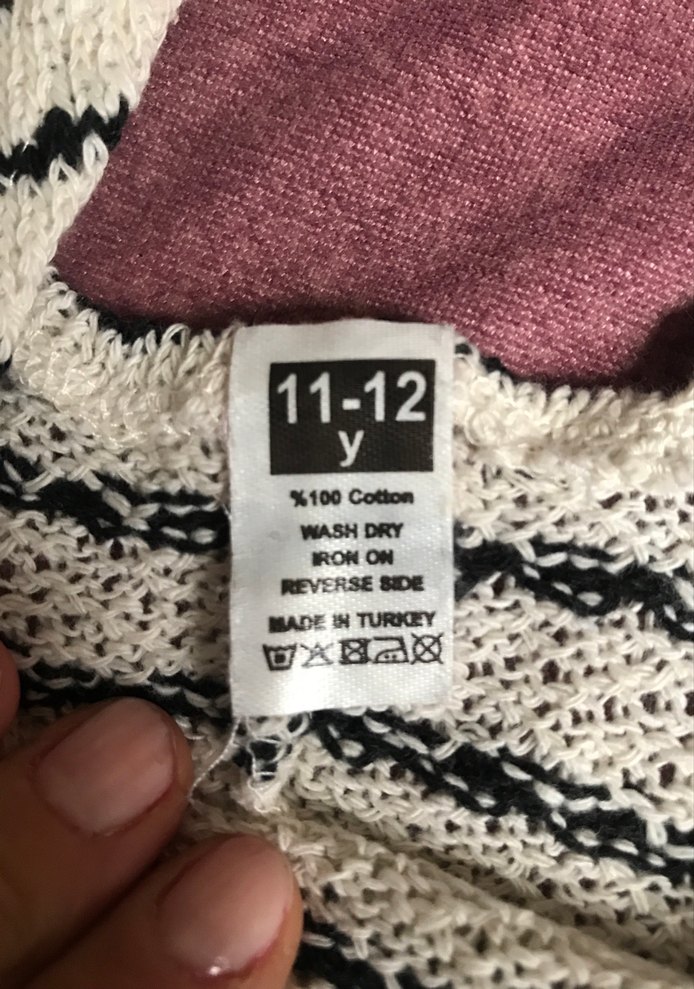 11-12
y
%100 Cotton
WASH DRY
IRON ON
REVERSE SIDE
MADE IN TURKEY